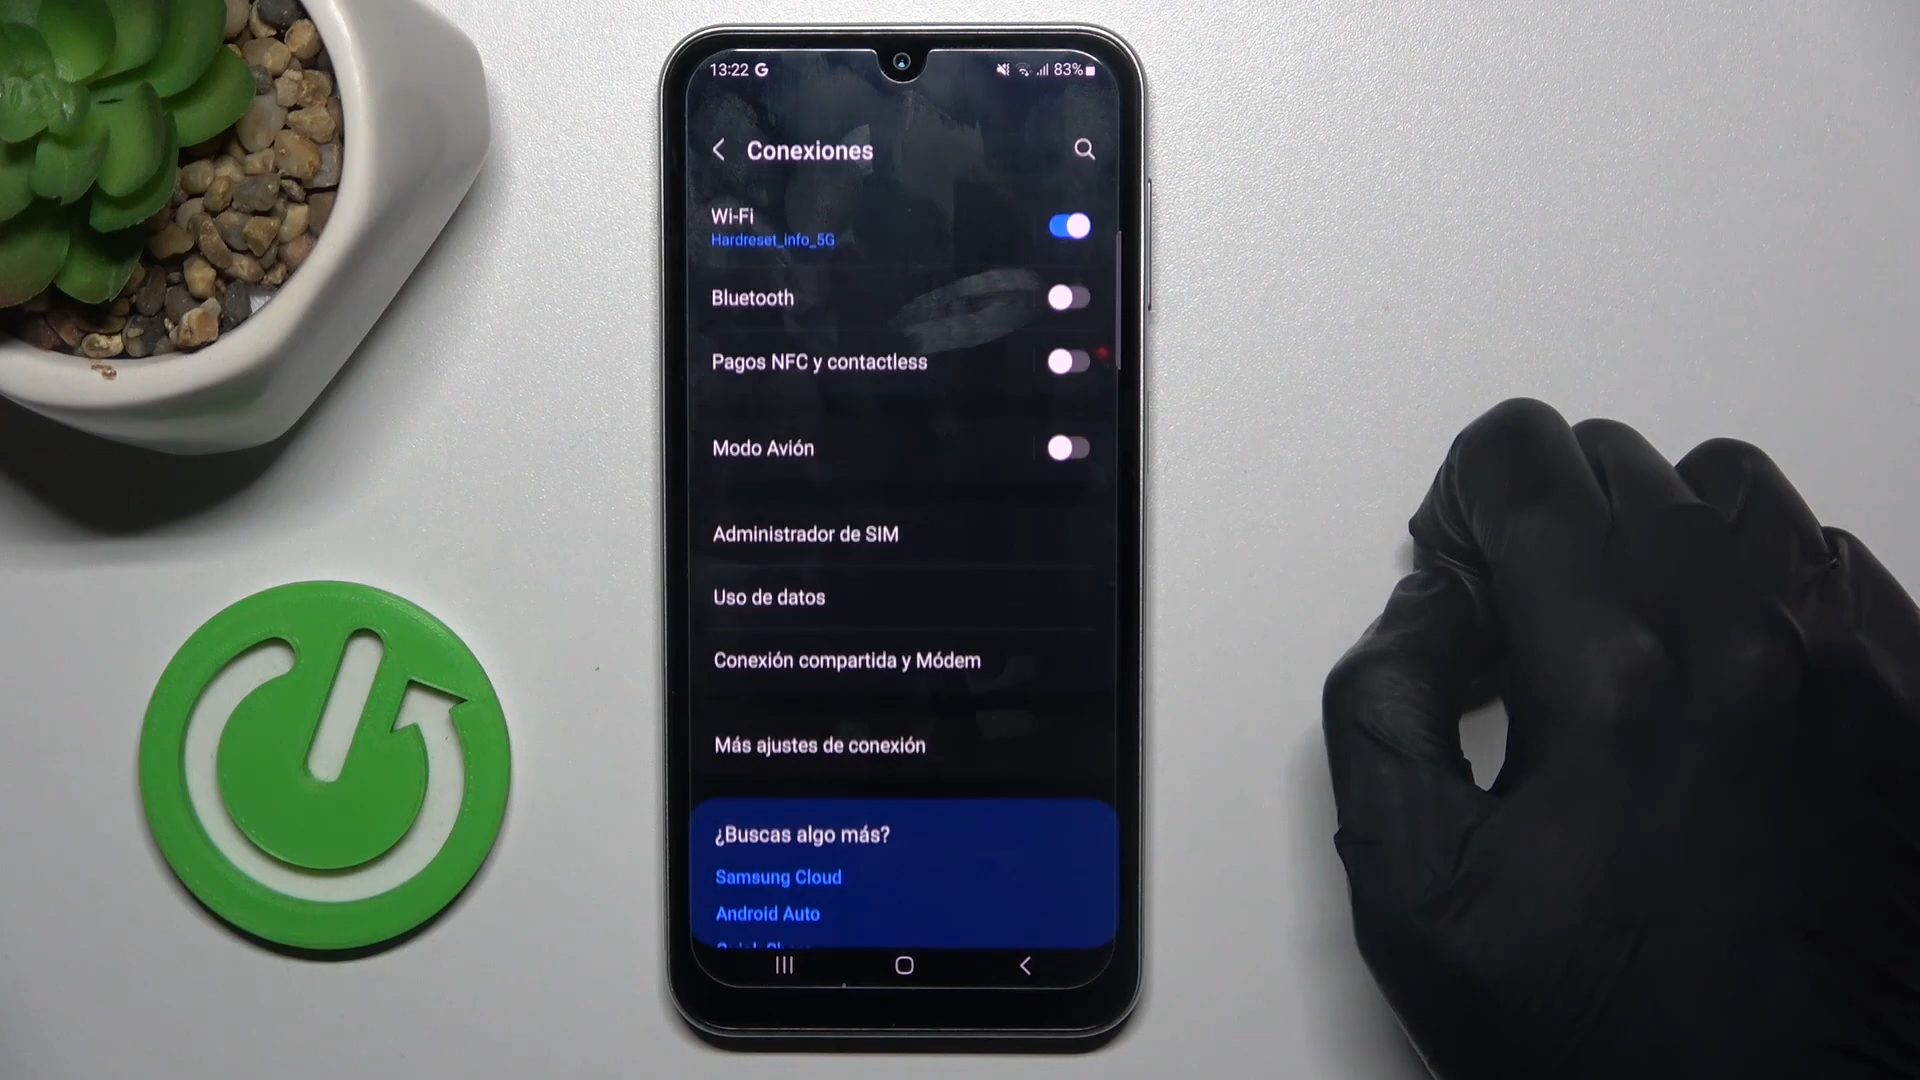 13:22 G
83%
Conexiones
Wi-Fi
Hardreset_info_5G
Bluetooth
Pagos NFC y contactless
Modo Avión
Administrador de SIM
Uso de datos
Conexión compartida y Módem
Más ajustes de conexión
¿Buscas algo más?
Samsung Cloud
Android Auto